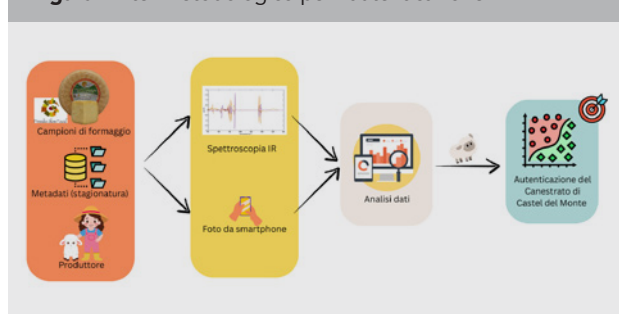 Campioni di formaggio
Metadati (stagionatura)
Produttore
Spettroscopia IR
Foto da smartphone
Analisi dati
Autenticazione del
Canestrato di
Castel del Monte